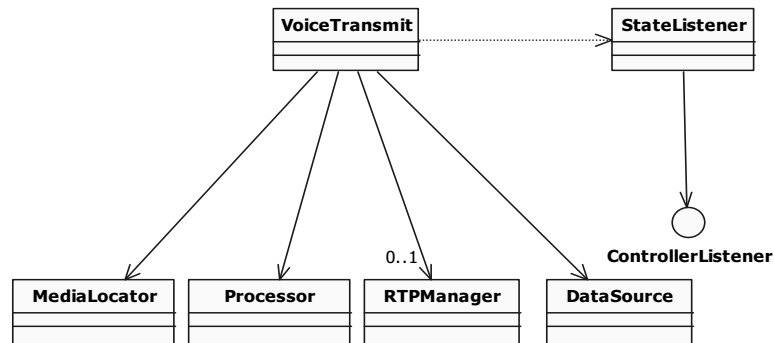 VoiceTransmit
StateListener
0..1
ControllerListener
MediaLocator
Processor
RTPManager
DataSource